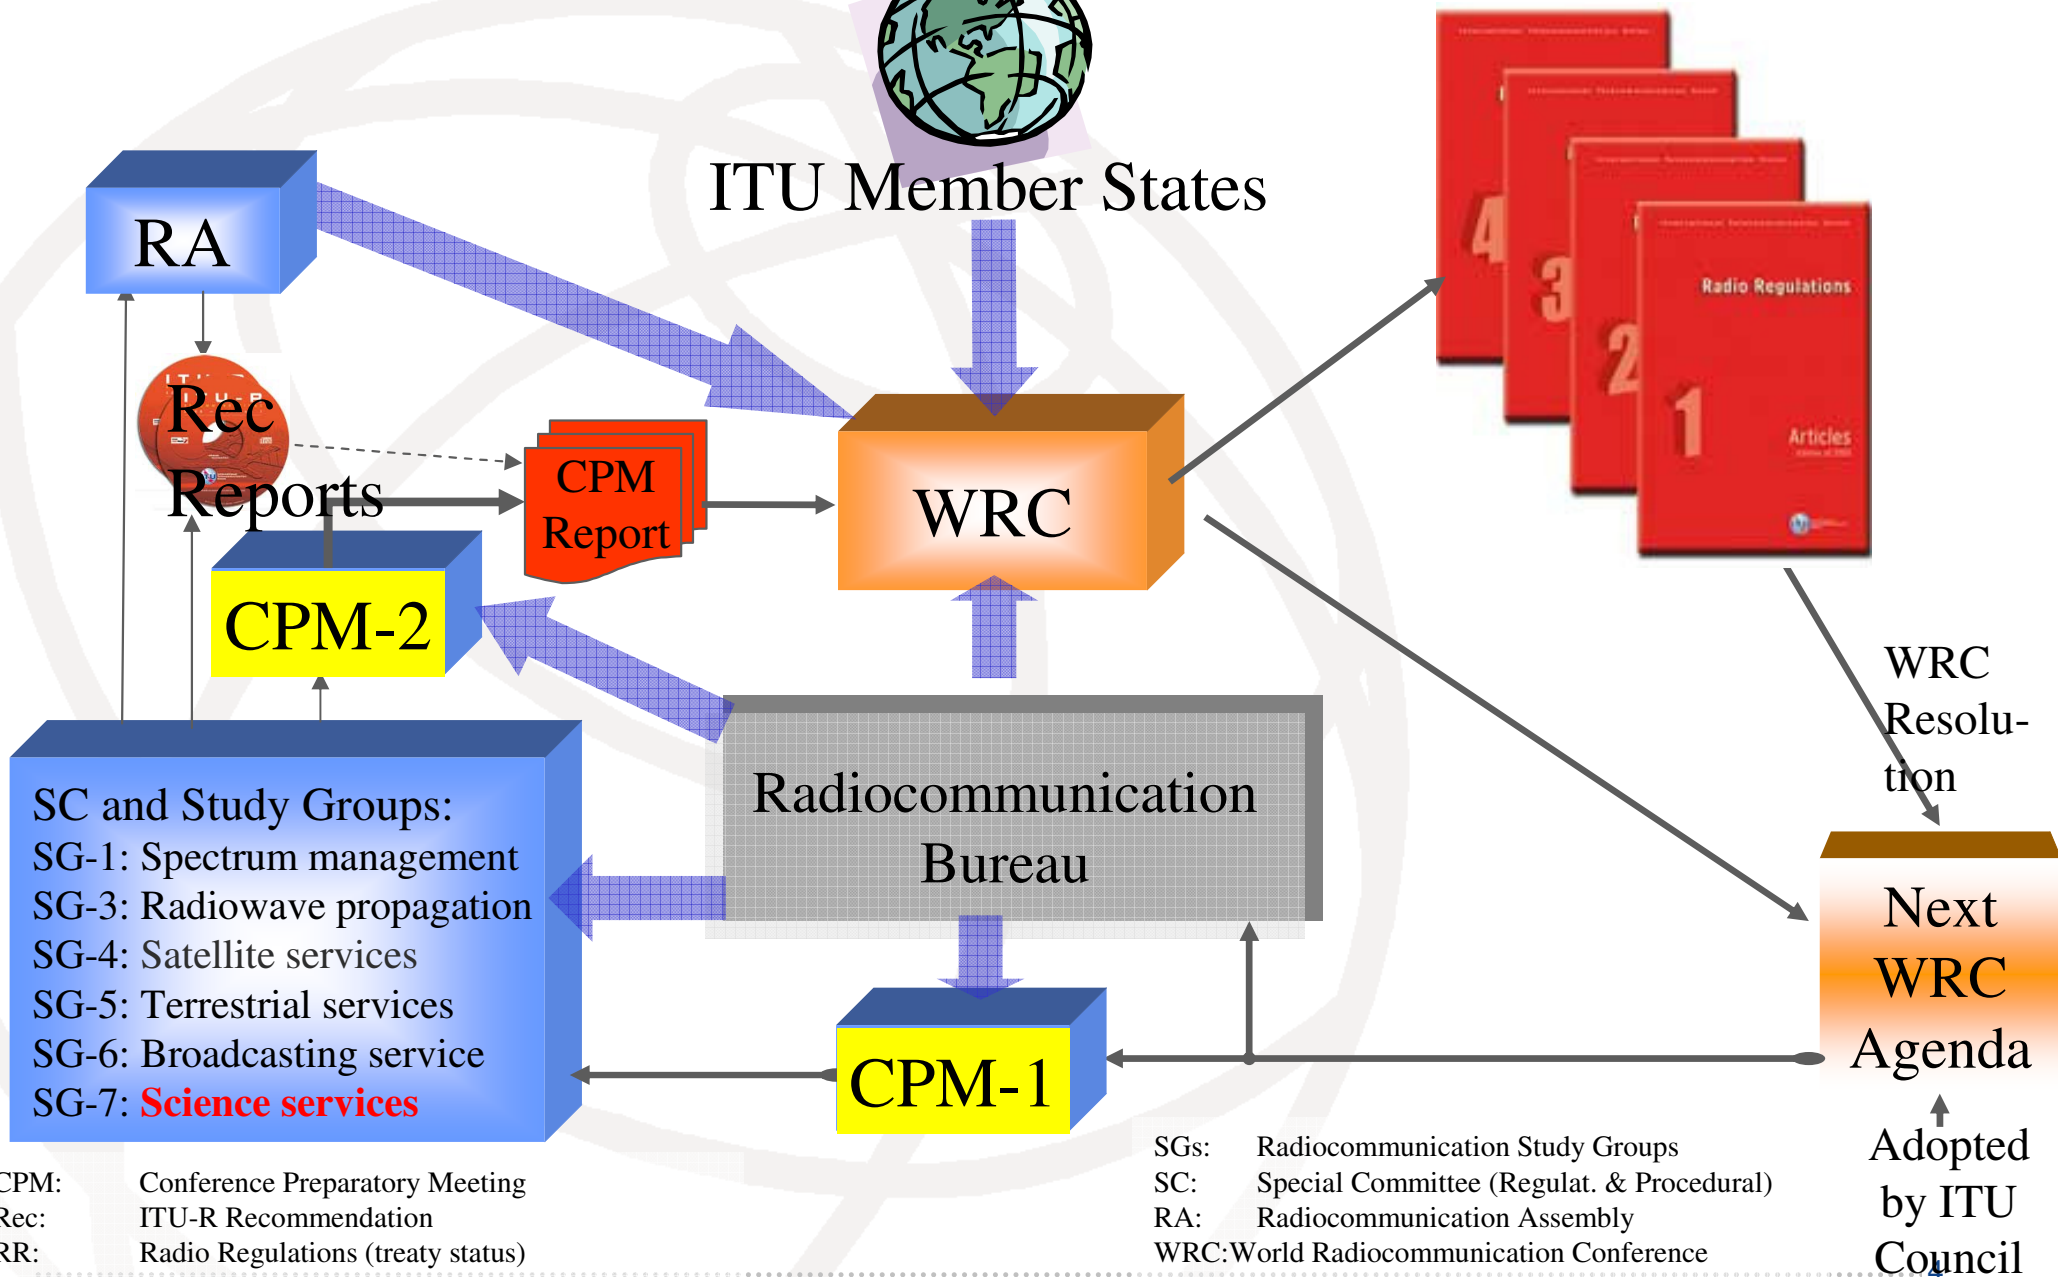 ITU Member States
RA
4
3
2
1
Radio Regulations
Articles
Rec
Reports
CPM
Report
WRC
CPM-2
WRC
Resolu-
tion
Radiocommunication
Bureau
SC and Study Groups:
SG-1: Spectrum management
SG-3: Radiowave propagation
SG-4: Satellite services
SG-5: Terrestrial services
SG-6: Broadcasting service
SG-7: Science services
CPM-1
Next
WRC
Agenda
Adopted
by ITU
Council
CPM: Conference Preparatory Meeting
Rec: ITU-R Recommendation
RR: Radio Regulations (treaty status)
SGs: Radiocommunication Study Groups
SC: Special Committee (Regulat. & Procedural)
RA: Radiocommunication Assembly
WRC:World Radiocommunication Conference
4